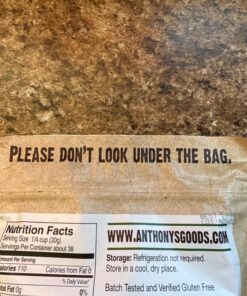 PLEASE DON'T LOOK UNDER THE BAG.
Nutrition Facts
Serving Size 1/4 cup (30g)
Servings Per Container about 38
Amount Per Serving
Calories 110 Calories from Fat 0
% Daily Value*
Total Fat 0g 0%
WWW.ANTHONYSGOODS.COM
Storage: Refrigeration not required.
Store in a cool, dry place.
Batch Tested and Verified Gluten Free